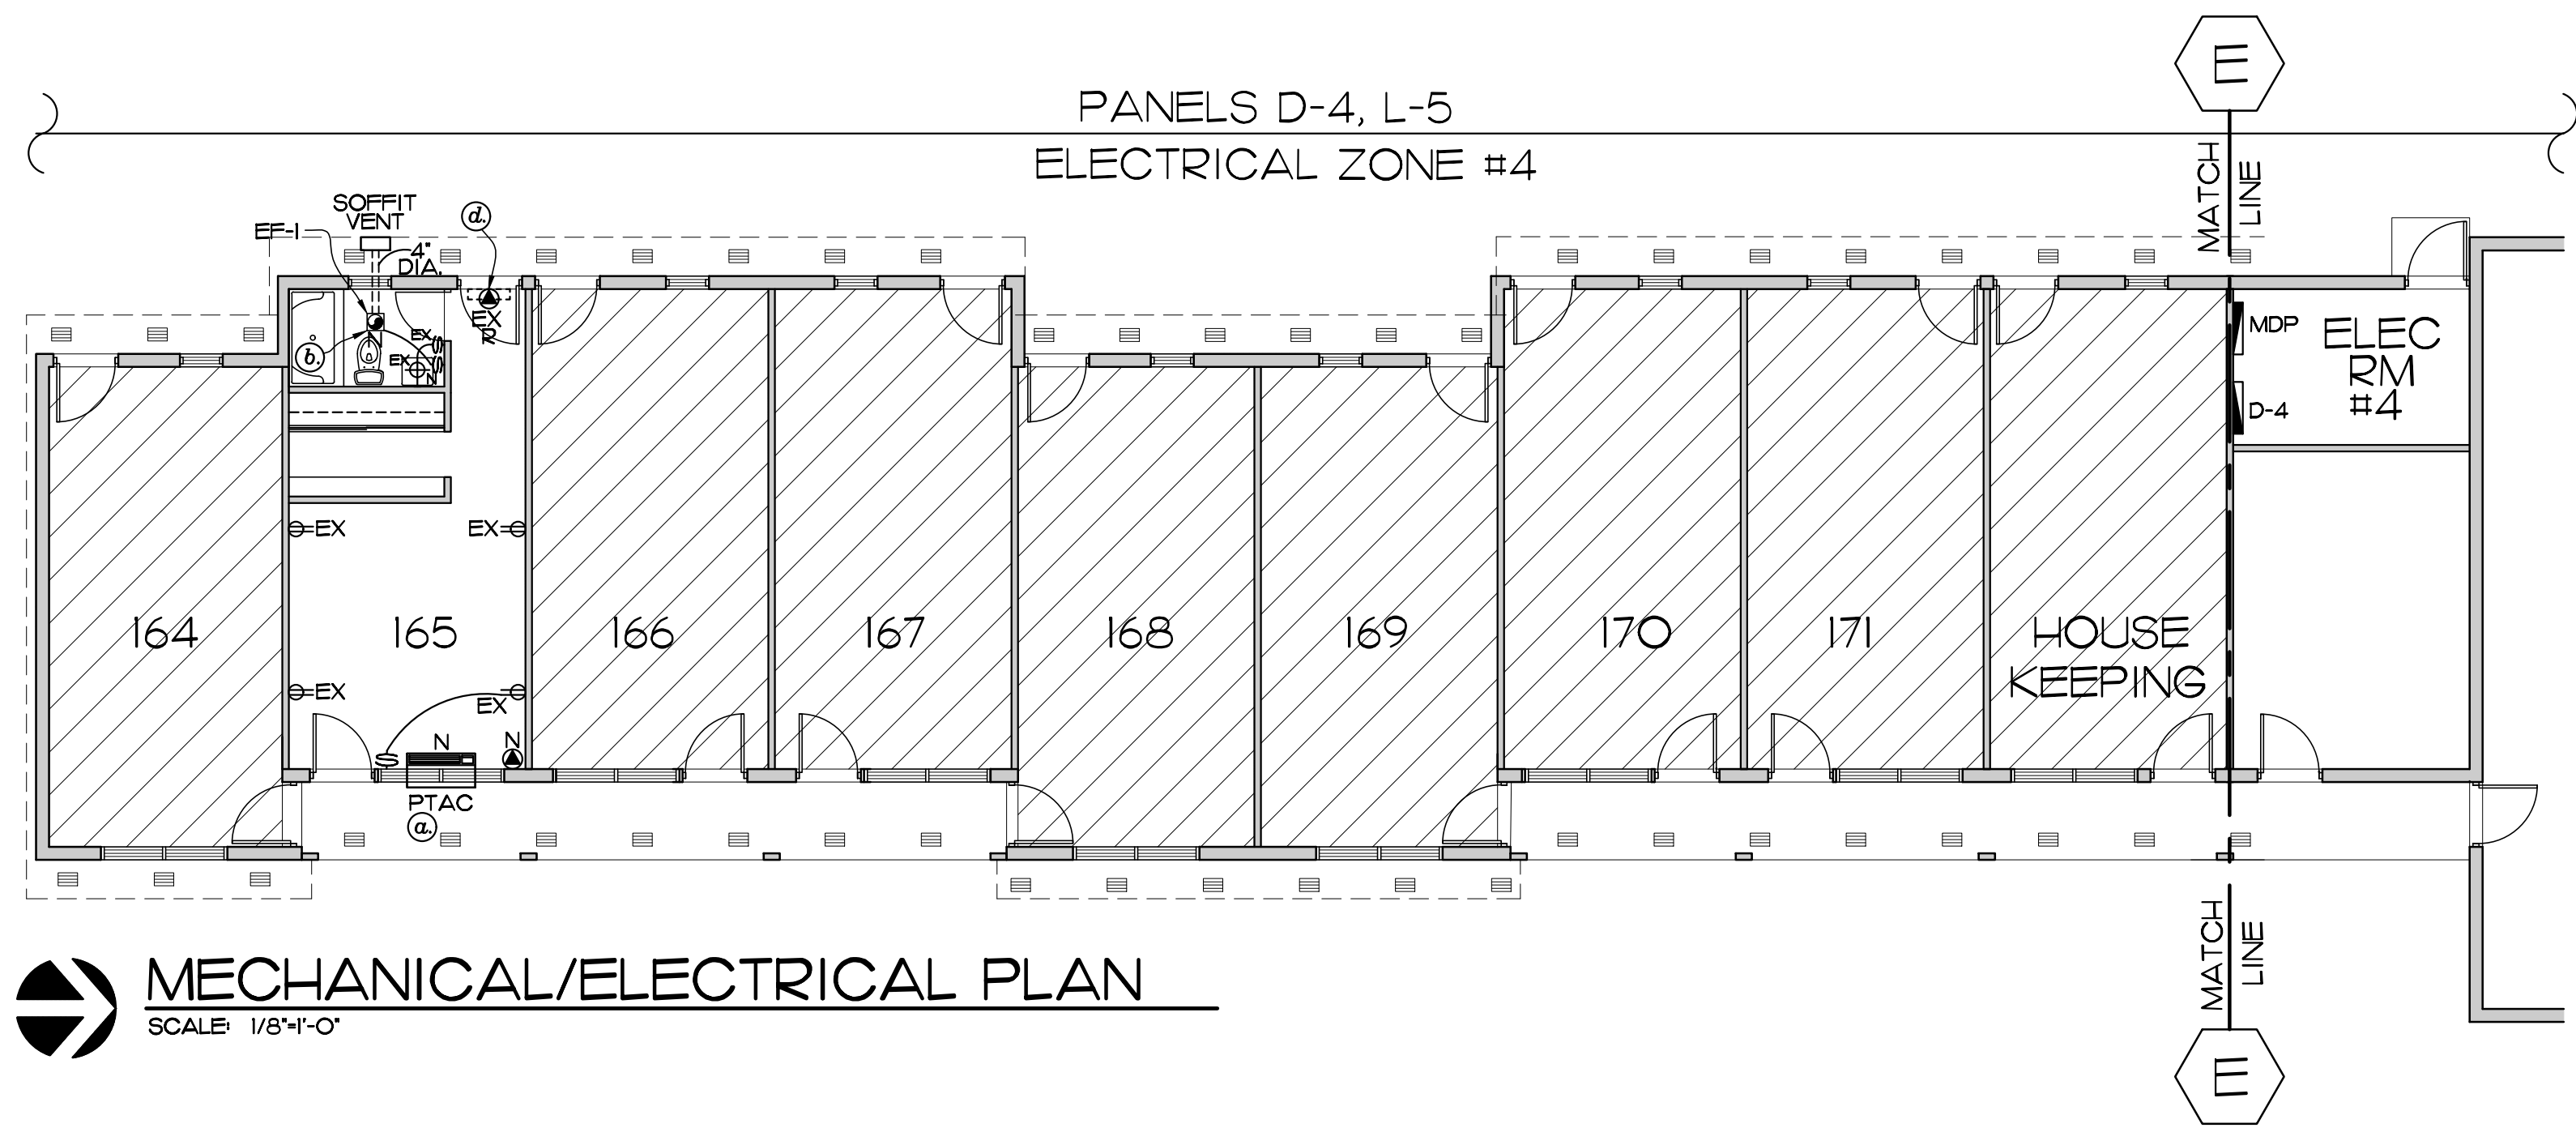 E
PANELS D-4, L-5
ELECTRICAL ZONE #4
MATCH
LINE
SOFFIT
VENT
EF-1
d.
4"
DIA.
EX
R
EX
S
S
b.
EX
N
MDP
ELEC
RM
#4
D-4
EX
EX
164
165
166
167
168
169
170
171
HOUSE
KEEPING
EX
EX
S
N
N
PTAC
a.
MECHANICAL/ELECTRICAL PLAN
SCALE: 1/8"=1'-0"
MATCH
LINE
E